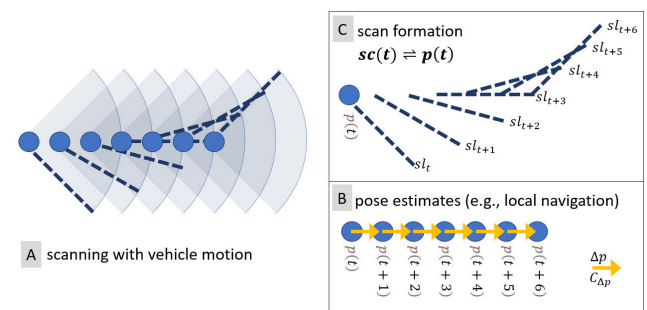 A scanning with vehicle motion
C scan formation
sc(t) ⇌ p(t)
p(t)
sl_t
sl_{t+1}
sl_{t+2}
sl_{t+3}
sl_{t+4}
sl_{t+5}
sl_{t+6}
B pose estimates (e.g., local navigation)
p(t)
p(t + 1)
p(t + 2)
p(t + 3)
p(t + 4)
p(t + 5)
p(t + 6)
Δp
C_{Δp}